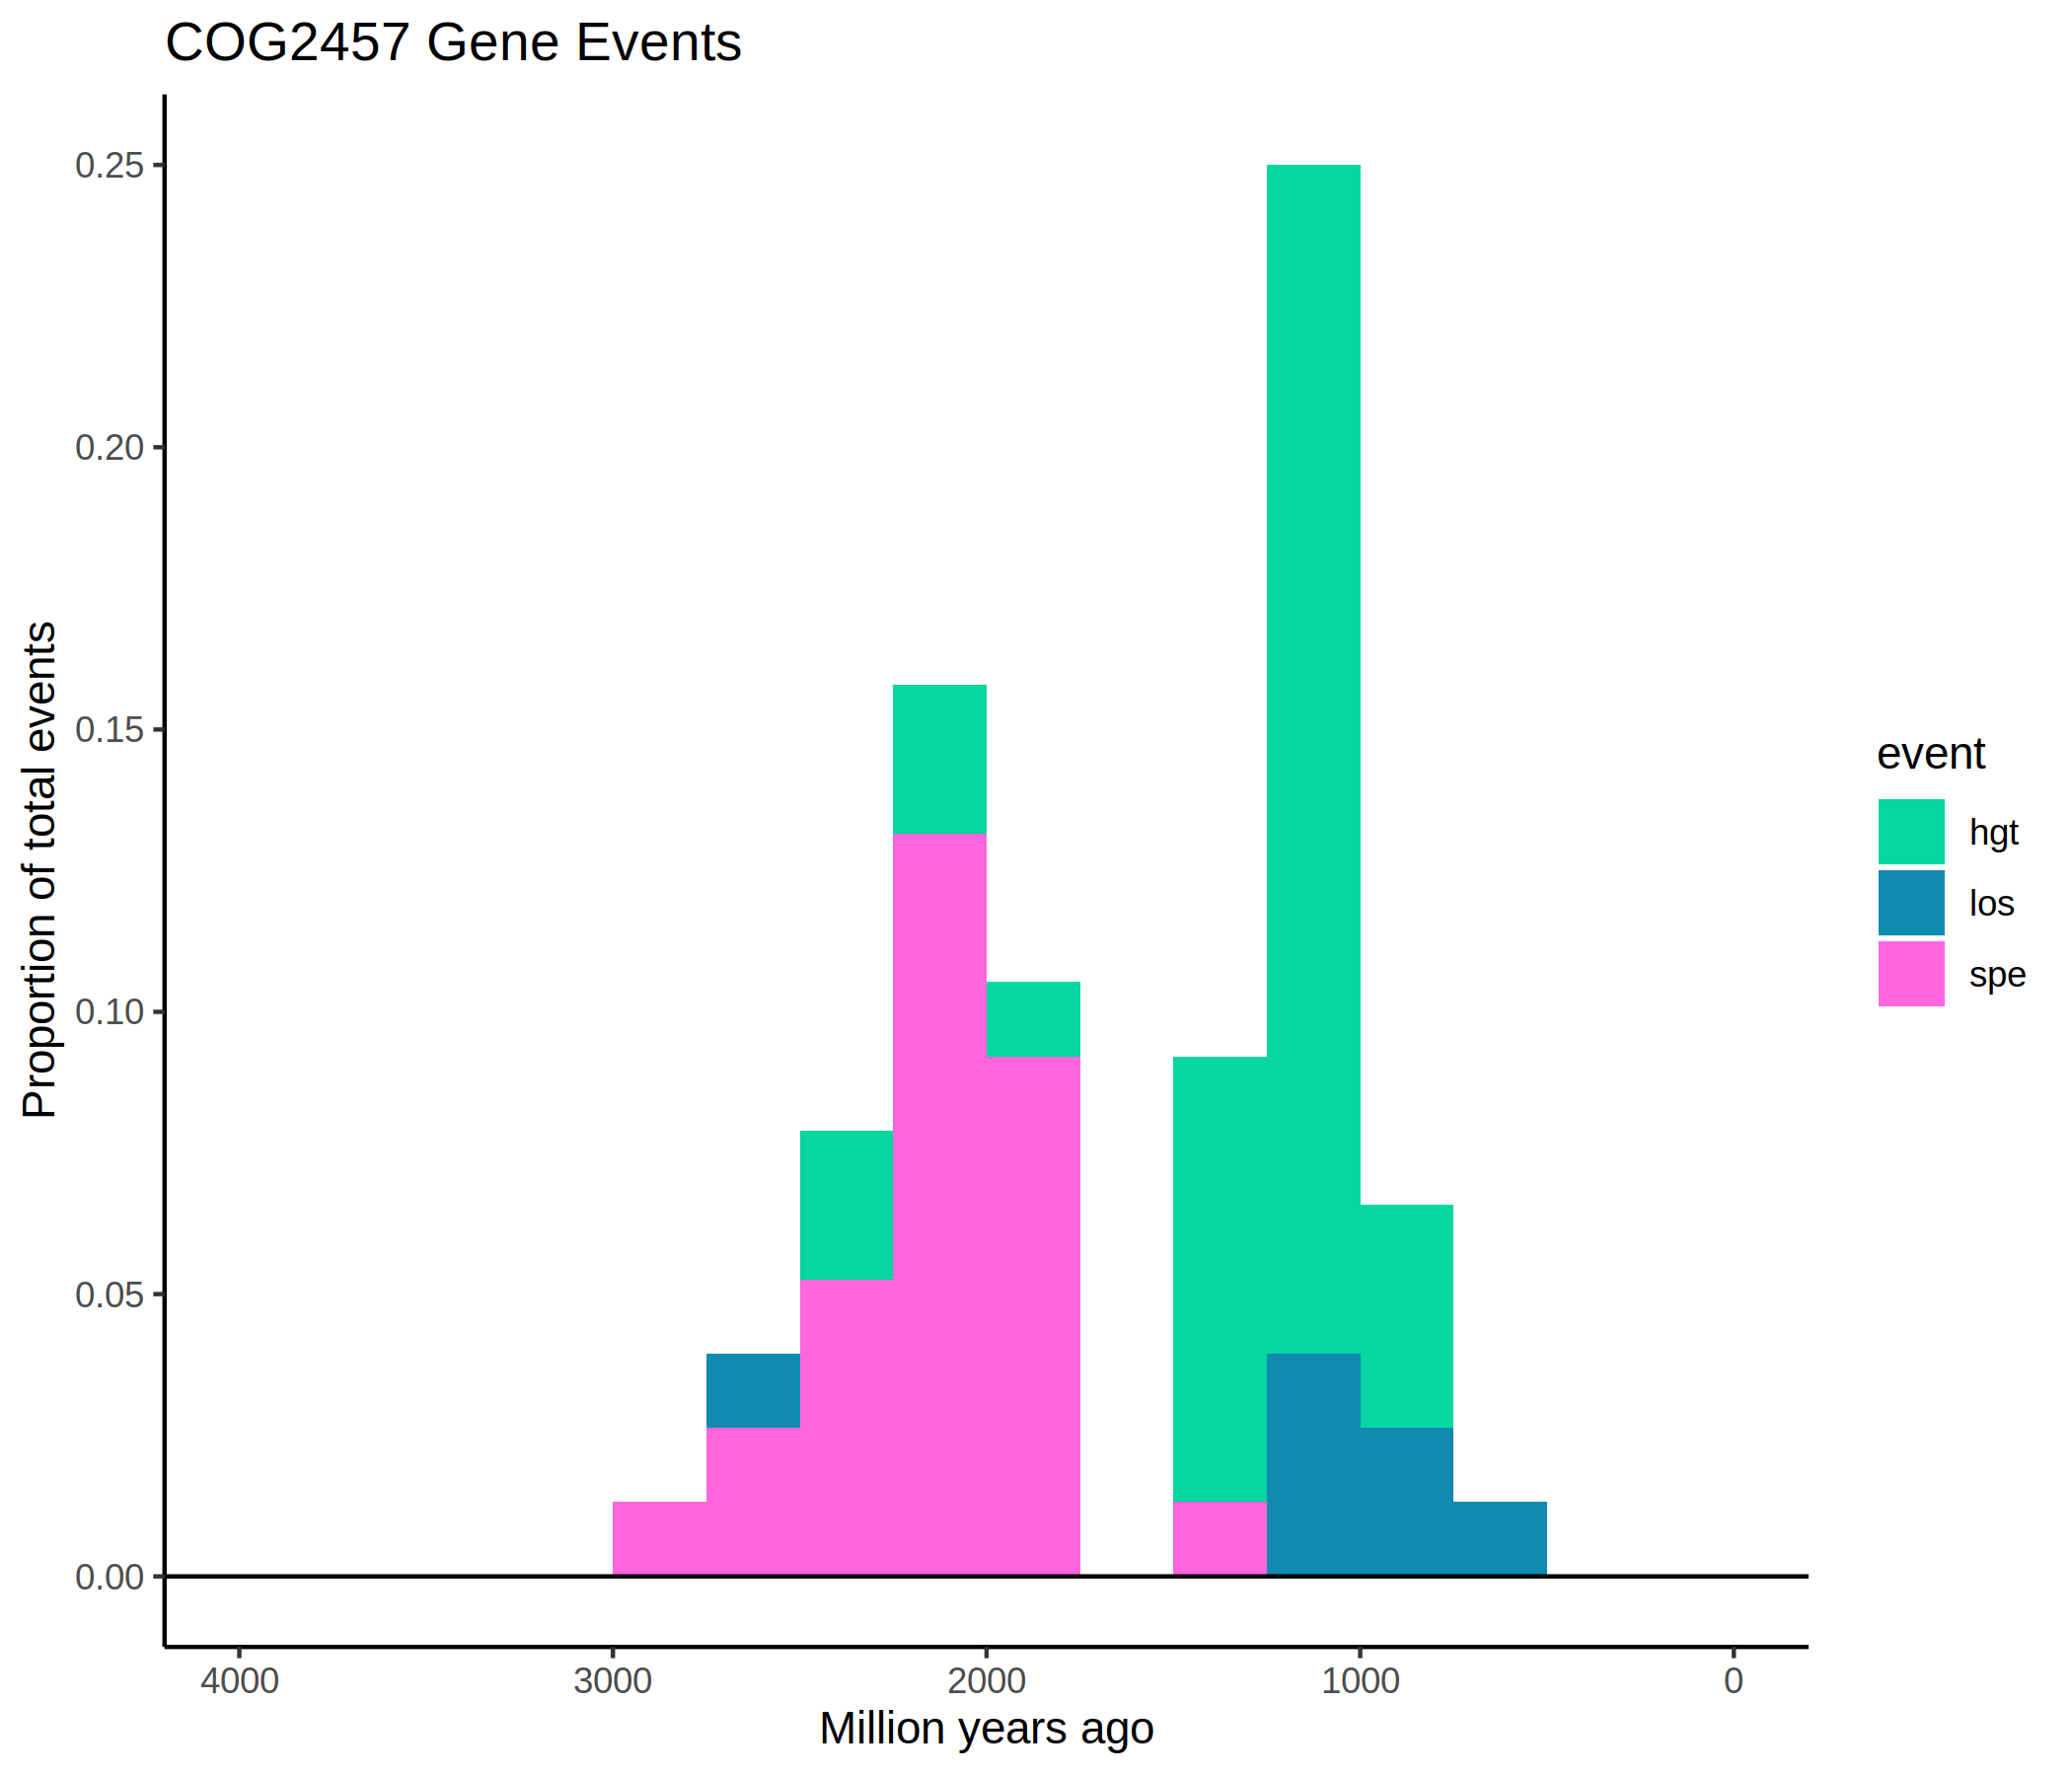 COG2457 Gene Events
Proportion of total events
0.25
0.20
0.15
0.10
0.05
0.00
4000 3000 2000 1000 0
Million years ago
event
hgt
los
spe